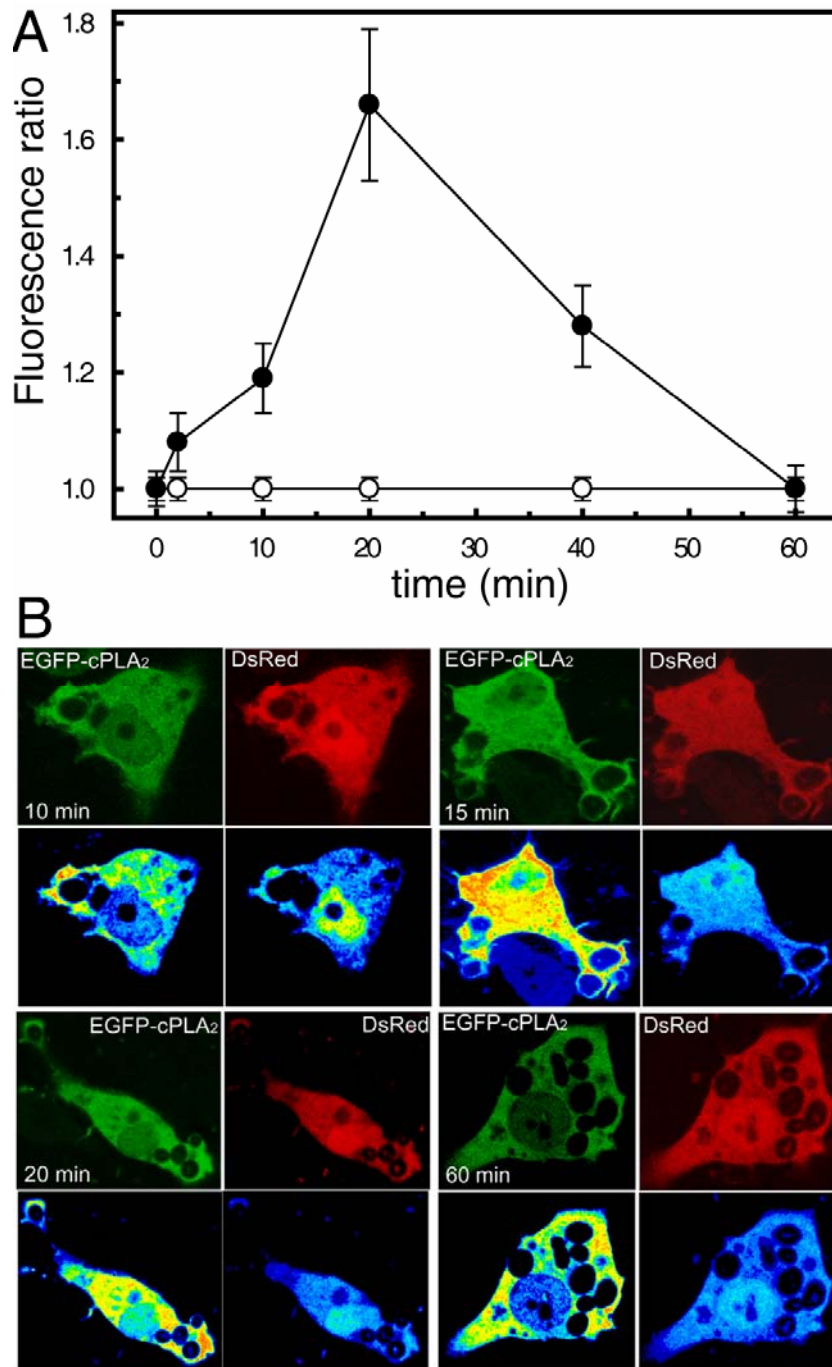 A
Fluorescence ratio
1.8
1.6
1.4
1.2
1.0
0 10 20 30 40 50 60
time (min)
B
EGFP-cPLA₂ DsRed EGFP-cPLA₂ DsRed
10 min 15 min
EGFP-cPLA₂ DsRed EGFP-cPLA₂ DsRed
20 min 60 min